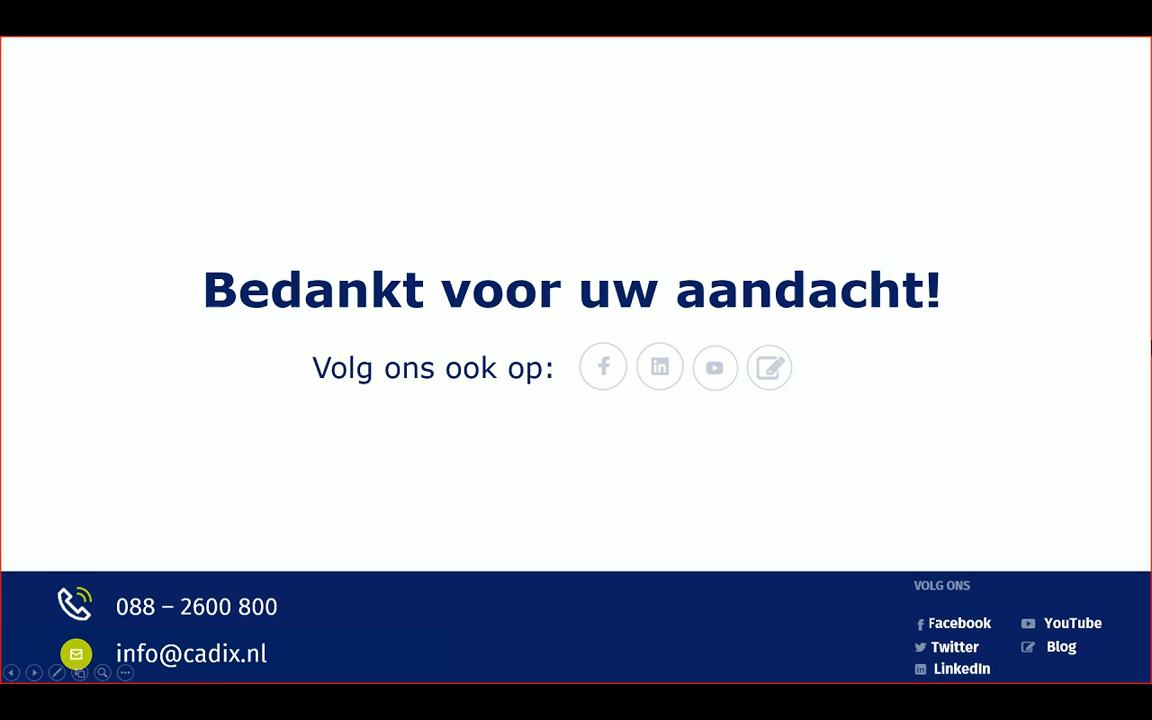 Bedankt voor uw aandacht!
Volg ons ook op:
088 – 2600 800
info@cadix.nl
VOLG ONS
Facebook
YouTube
Twitter
Blog
LinkedIn